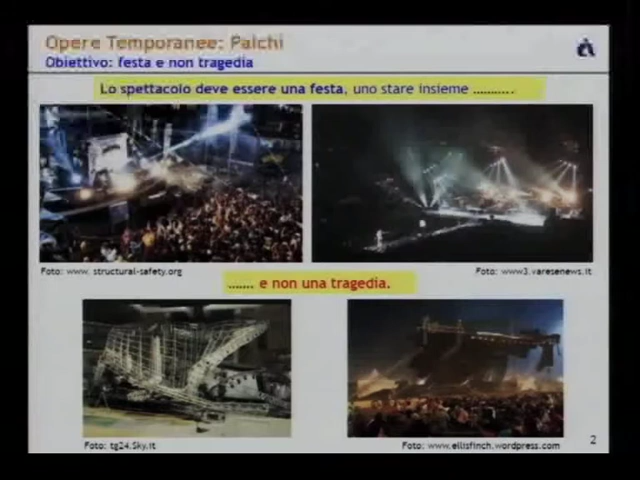 Opere Temporanee: Palchi
Obiettivo: festa e non tragedia
Lo spettacolo deve essere una festa, uno stare insieme ..........
Foto: www. structural-safety.org
Foto: www3.varesenews.it
....... e non una tragedia.
Foto: tg24.Sky.it
Foto: www.ellisfinch.wordpress.com
2